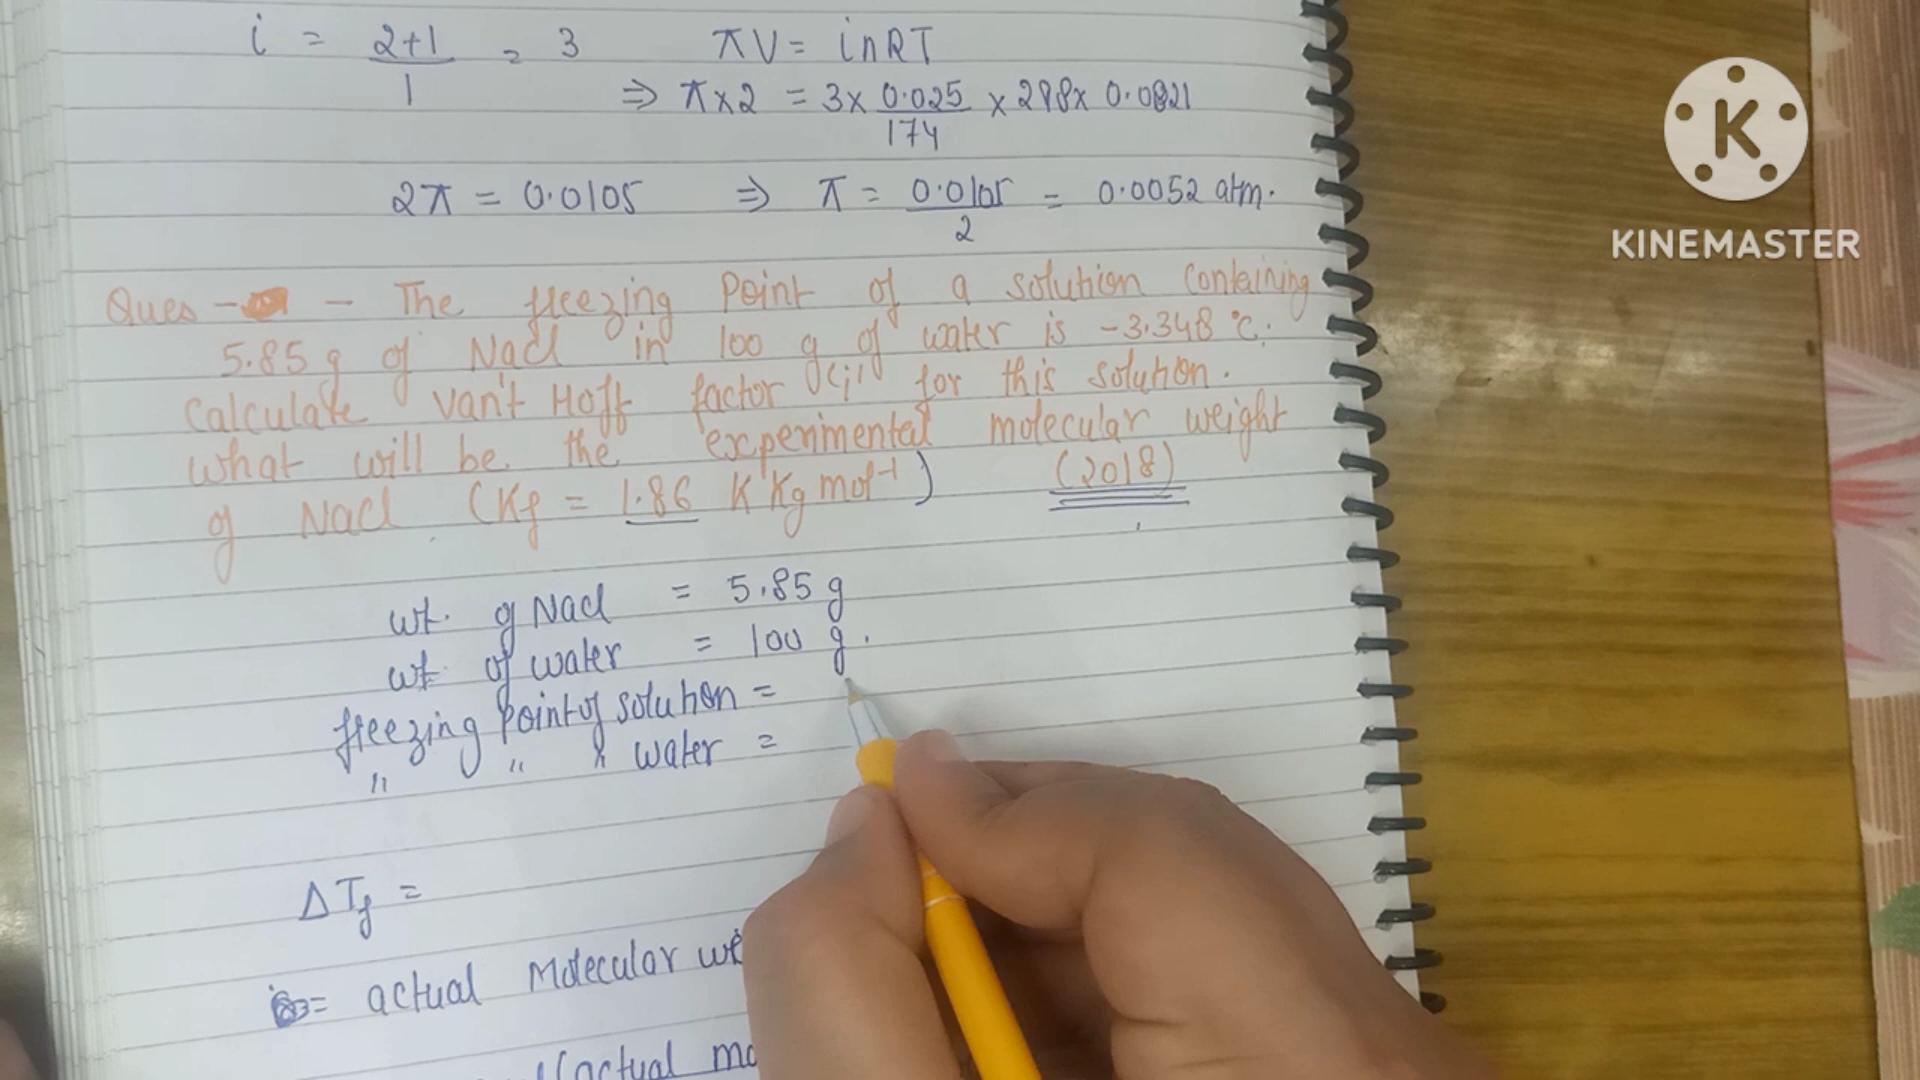 i = 2+1/1 = 3 πV = inRT
⇒ π×2 = 3× 0.025/174 × 298× 0.0821
2π = 0.0105 ⇒ π = 0.0105/2 = 0.0052 atm.
Ques - - The freezing Point of a solution containing
5.85 g of Nacl in 100 g of water is -3.348 °c.
Calculate van't Hoff factor 'i' for this solution.
what will be the experimental molecular weight
of Nacl (Kf = 1.86 K Kg mol⁻¹) (2018)
wt. of Nacl = 5.85 g
wt. of water = 100 g.
freezing point of solution =
" " " water =
ΔTf =
i = actual Molecular
(actual
K
KINEMASTER